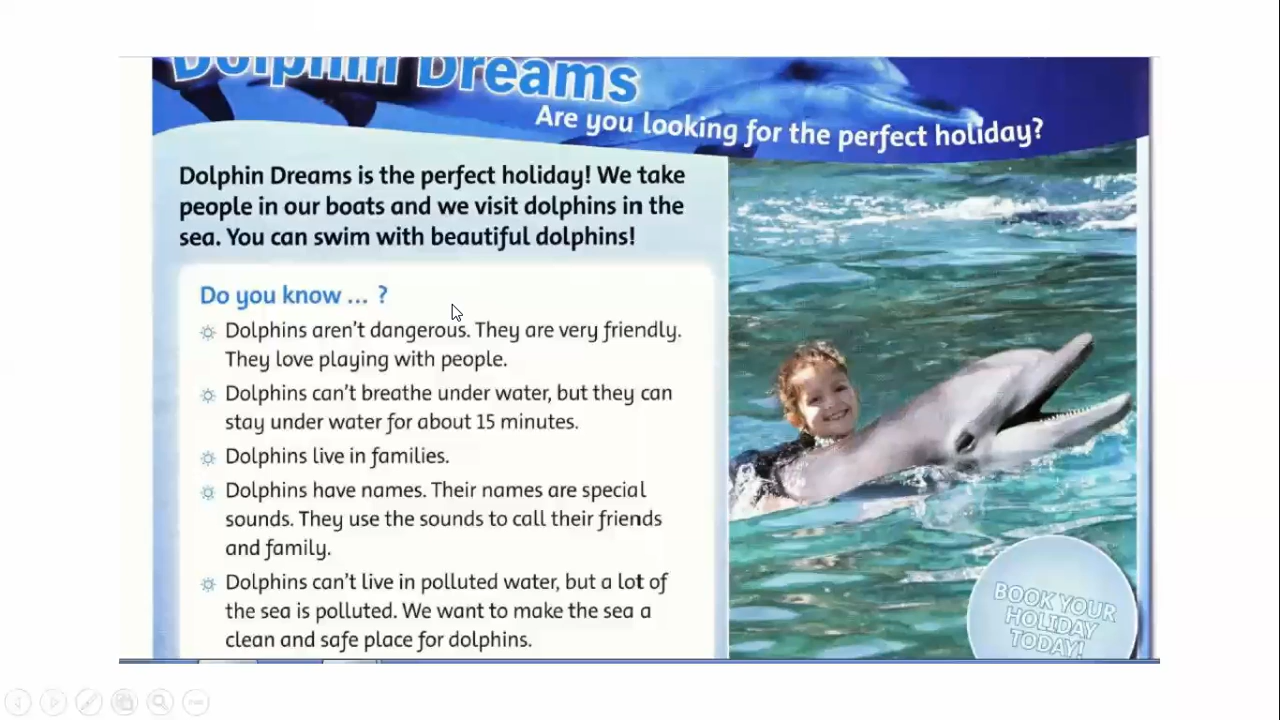 Dolphin Dreams
Are you looking for the perfect holiday?
Dolphin Dreams is the perfect holiday! We take
people in our boats and we visit dolphins in the
sea. You can swim with beautiful dolphins!
Do you know ... ?
Dolphins aren't dangerous. They are very friendly.
They love playing with people.
Dolphins can't breathe under water, but they can
stay under water for about 15 minutes.
Dolphins live in families.
Dolphins have names. Their names are special
sounds. They use the sounds to call their friends
and family.
Dolphins can't live in polluted water, but a lot of
the sea is polluted. We want to make the sea a
clean and safe place for dolphins.
BOOK YOUR
HOLIDAY
TODAY!